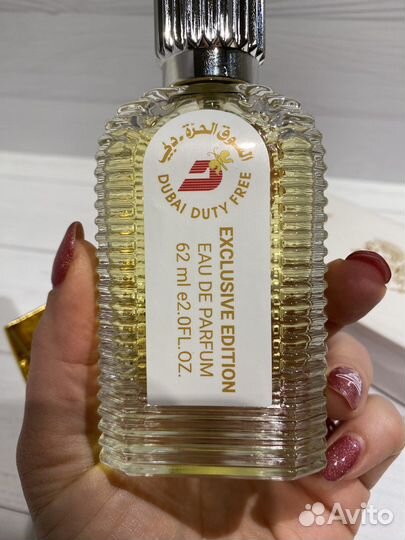 السوق الحرة - دبي
DUBAI DUTY FREE
EXCLUSIVE EDITION
EAU DE PARFUM
62 ml e2.0FL.OZ.
Avito